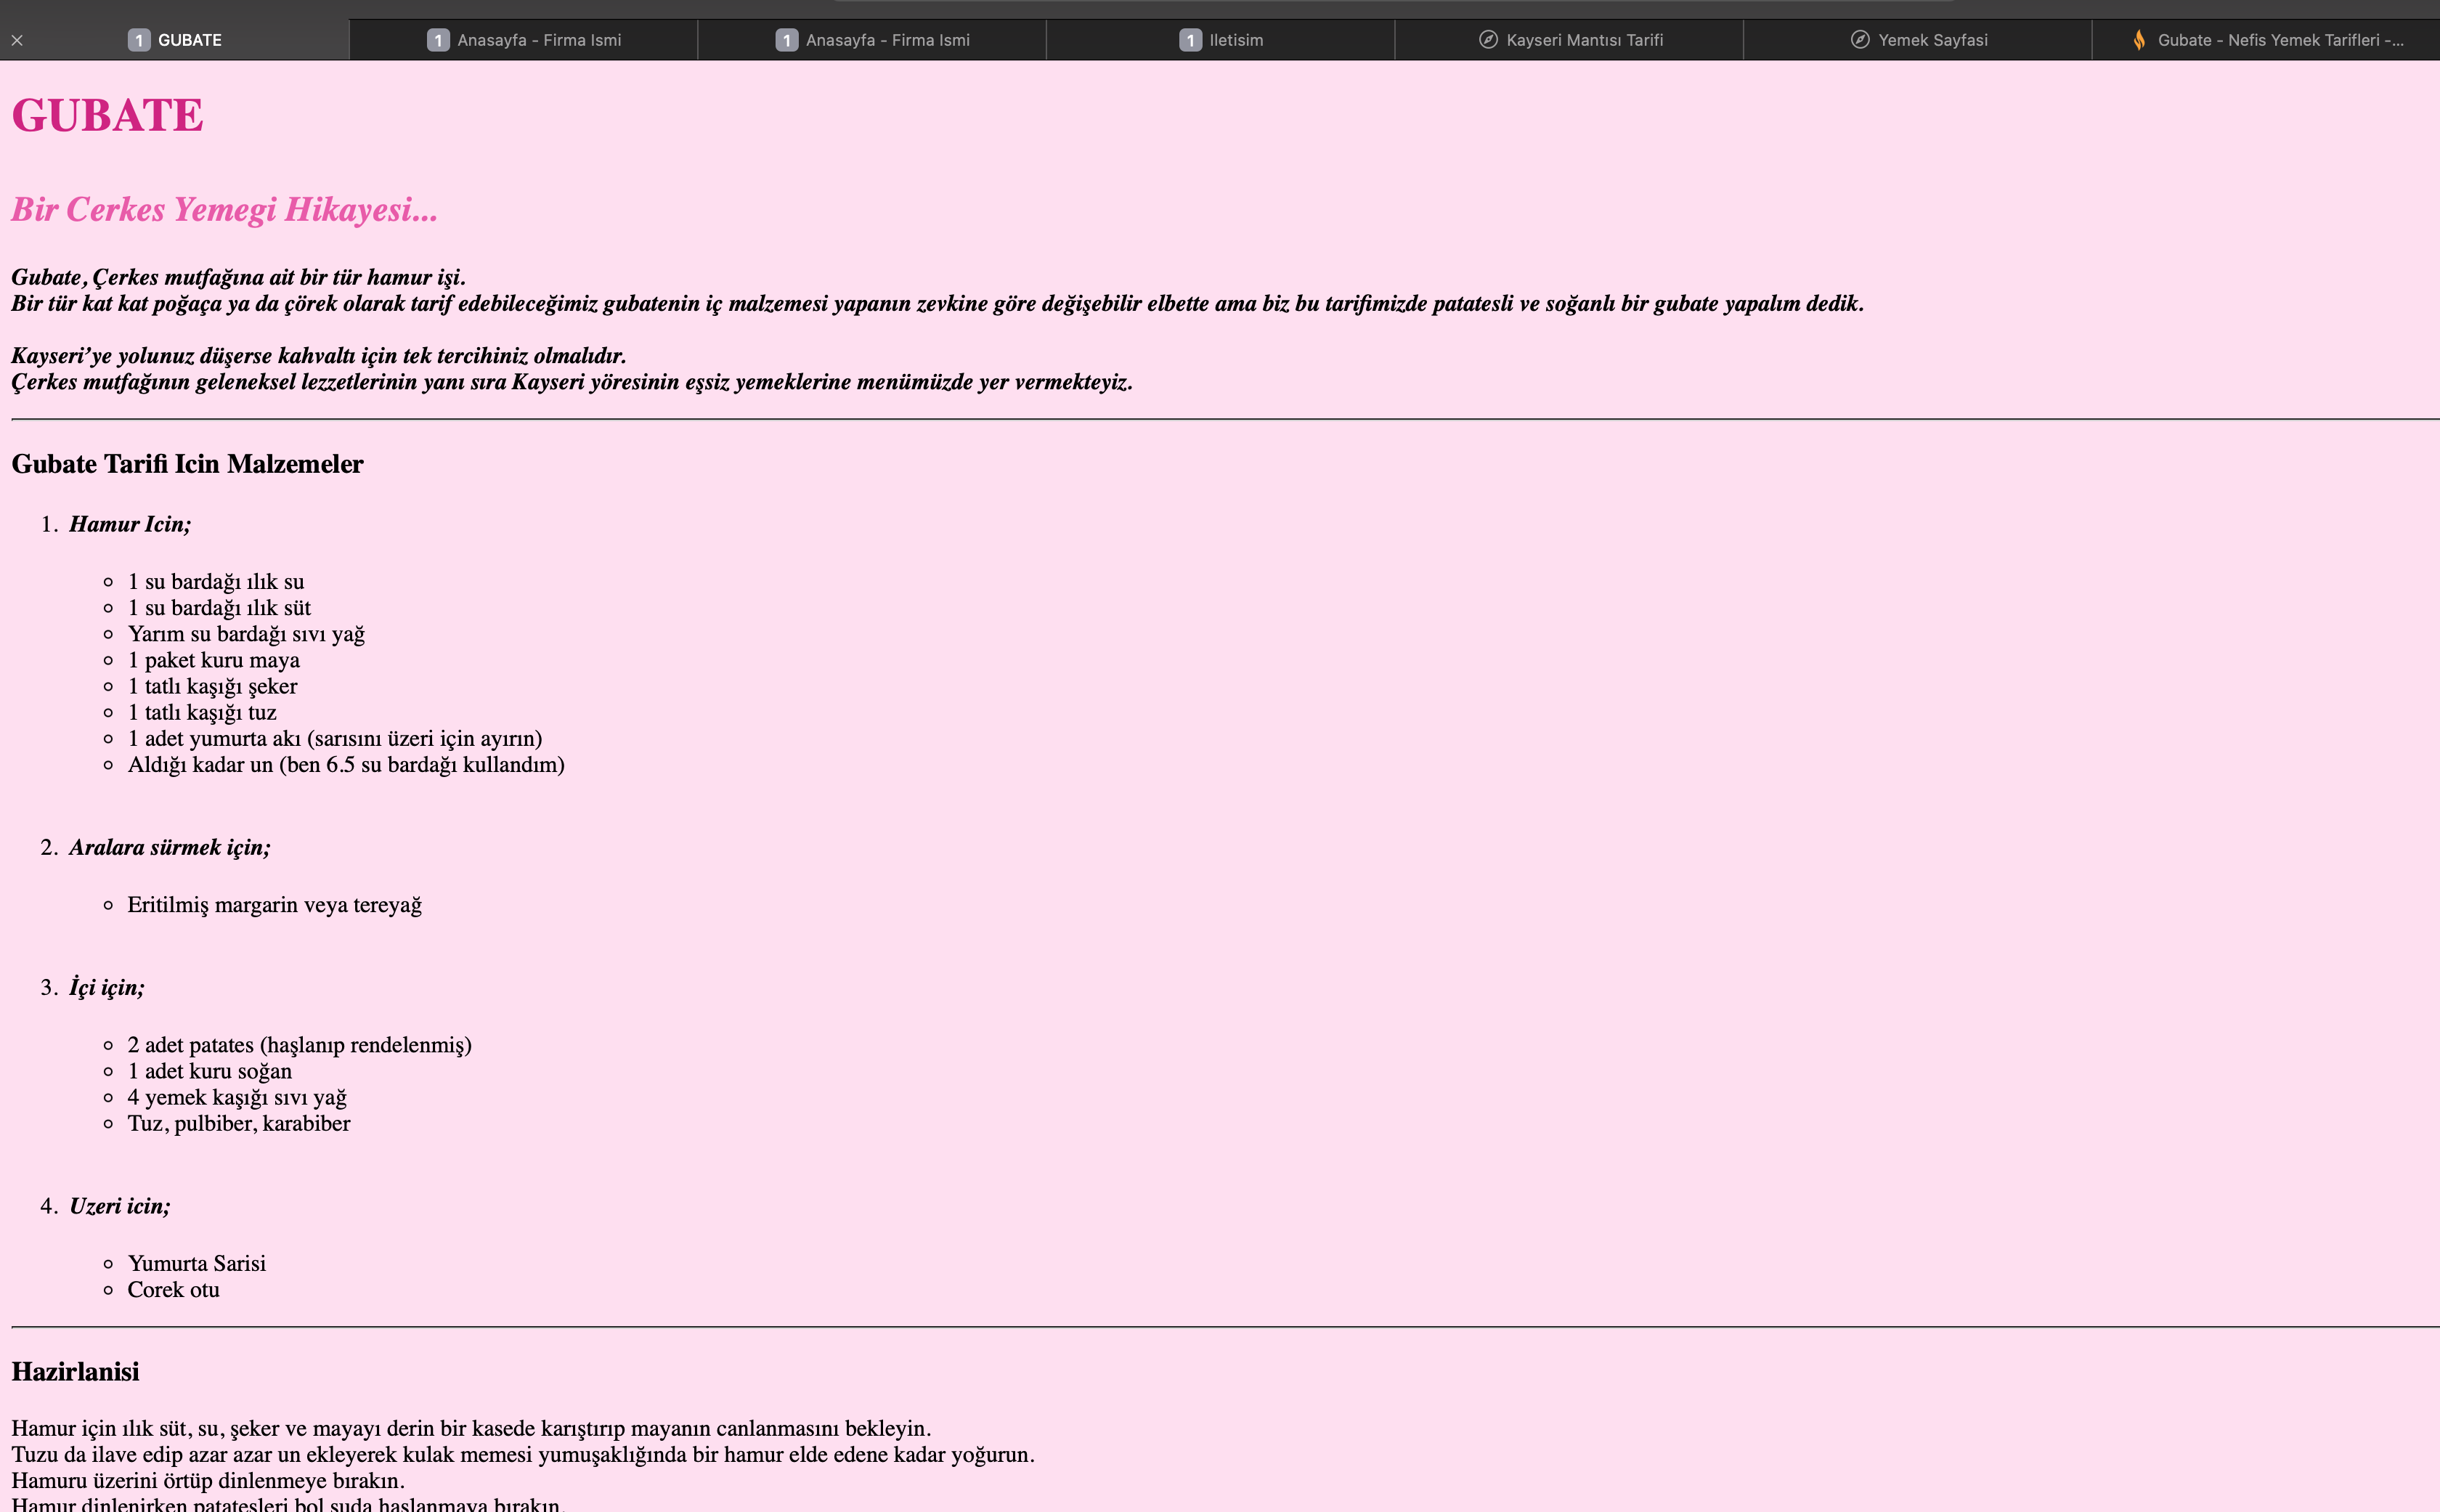 1 GUBATE
1 Anasayfa - Firma Ismi
1 Anasayfa - Firma Ismi
1 Iletisim
Kayseri Mantısı Tarifi
Yemek Sayfasi
Gubate - Nefis Yemek Tarifleri -...
GUBATE
Bir Cerkes Yemegi Hikayesi...
Gubate, Çerkes mutfağına ait bir tür hamur işi.
Bir tür kat kat poğaça ya da çörek olarak tarif edebileceğimiz gubatenin iç malzemesi yapanın zevkine göre değişebilir elbette ama biz bu tarifimizde patatesli ve soğanlı bir gubate yapalım dedik.
Kayseri’ye yolunuz düşerse kahvaltı için tek tercihiniz olmalıdır.
Çerkes mutfağının geleneksel lezzetlerinin yanı sıra Kayseri yöresinin eşsiz yemeklerine menümüzde yer vermekteyiz.
Gubate Tarifi Icin Malzemeler
1. Hamur Icin;
1 su bardağı ılık su
1 su bardağı ılık süt
Yarım su bardağı sıvı yağ
1 paket kuru maya
1 tatlı kaşığı şeker
1 tatlı kaşığı tuz
1 adet yumurta akı (sarısını üzeri için ayırın)
Aldığı kadar un (ben 6.5 su bardağı kullandım)
2. Aralara sürmek için;
Eritilmiş margarin veya tereyağ
3. İçi için;
2 adet patates (haşlanıp rendelenmiş)
1 adet kuru soğan
4 yemek kaşığı sıvı yağ
Tuz, pulbiber, karabiber
4. Uzeri icin;
Yumurta Sarisi
Corek otu
Hazirlanisi
Hamur için ılık süt, su, şeker ve mayayı derin bir kasede karıştırıp mayanın canlanmasını bekleyin.
Tuzu da ilave edip azar azar un ekleyerek kulak memesi yumuşaklığında bir hamur elde edene kadar yoğurun.
Hamuru üzerini örtüp dinlenmeye bırakın.
Hamur dinlenirken patatesleri bol suda haşlanmaya bırakın.